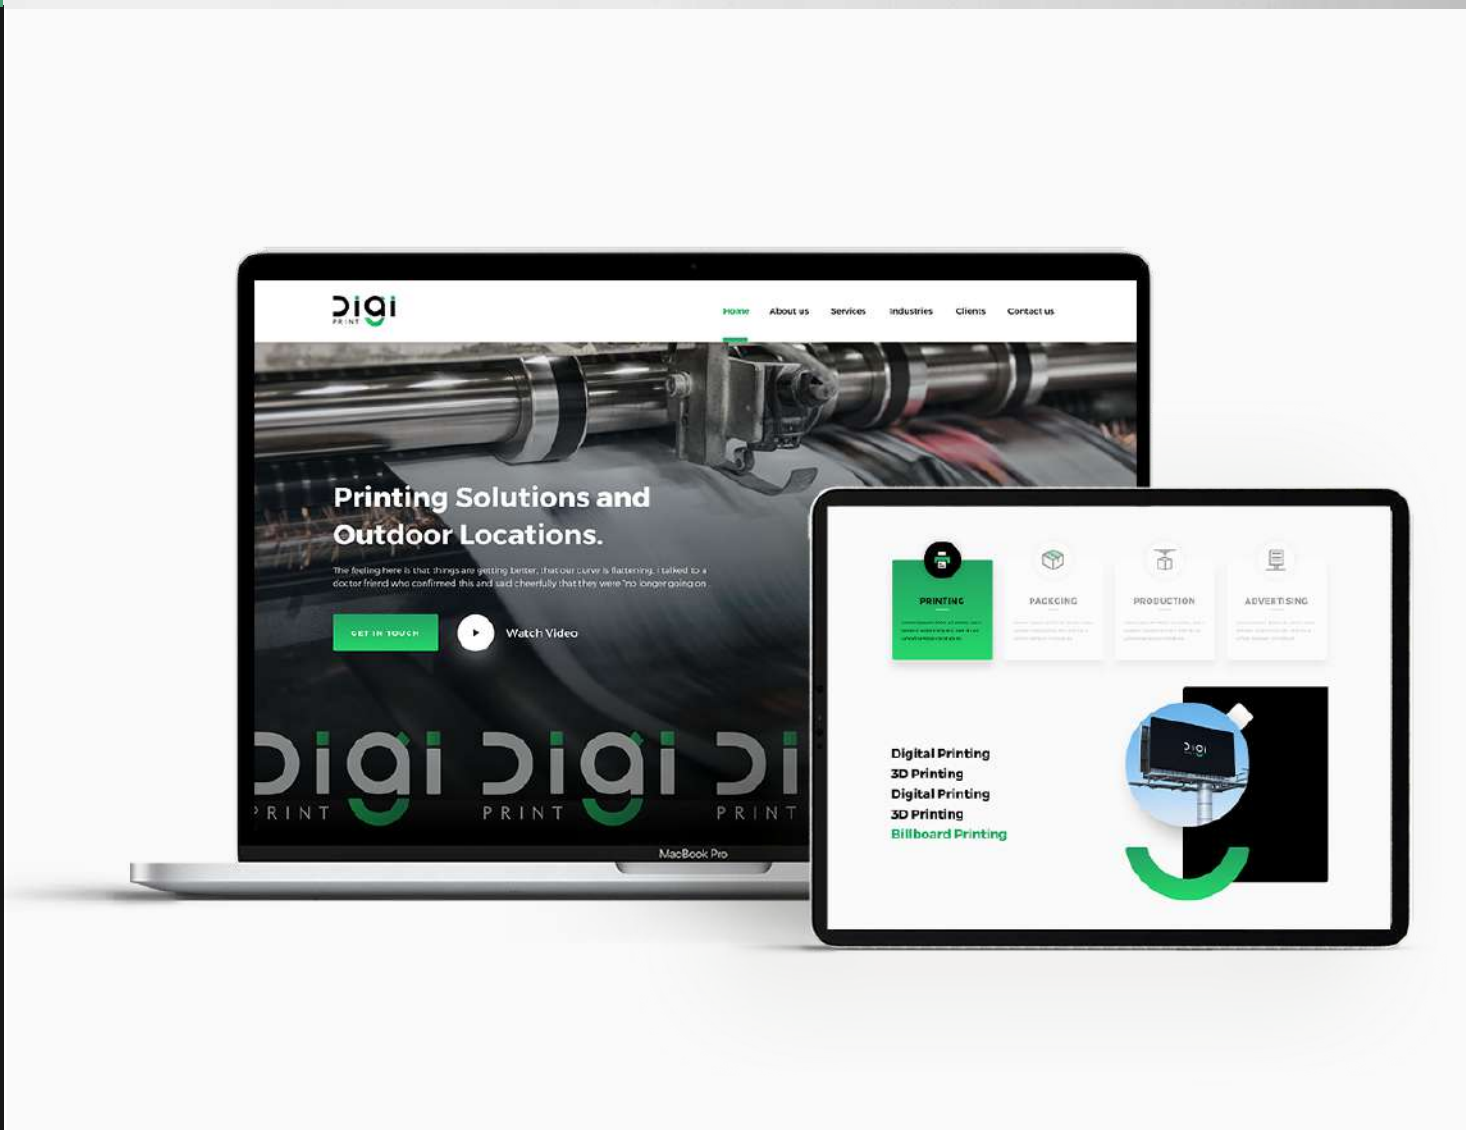 Digi
PRINT
Home About us Services Industries Clients Contact us
Printing Solutions and
Outdoor Locations.
The feeling here is that things are getting better, that our curve is flattening. I talked to a
doctor friend who confirmed this and said cheerfully that they were "no longer going on
GET IN TOUCH
Watch Video
Digi Digi Di
PRINT PRINT PRINT
MacBook Pro
PRINTING PACKGING PRODUCTION ADVERTISING
Digital Printing
3D Printing
Digital Printing
3D Printing
Billboard Printing
Digi